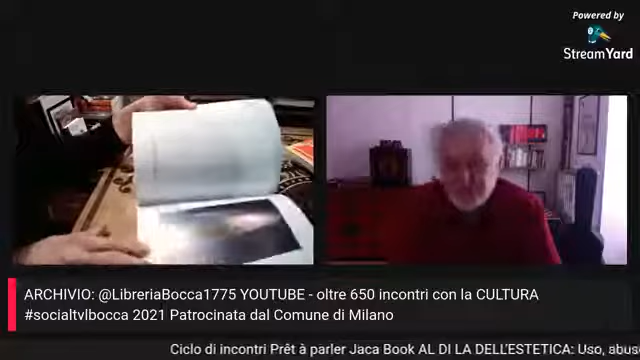 Powered by
StreamYard
ARCHIVIO: @LibreriaBocca1775 YOUTUBE - oltre 650 incontri con la CULTURA
#socialtvlbocca 2021 Patrocinata dal Comune di Milano
Ciclo di incontri Prêt à parler Jaca Book AL DI LA DELL'ESTETICA: Uso, abus